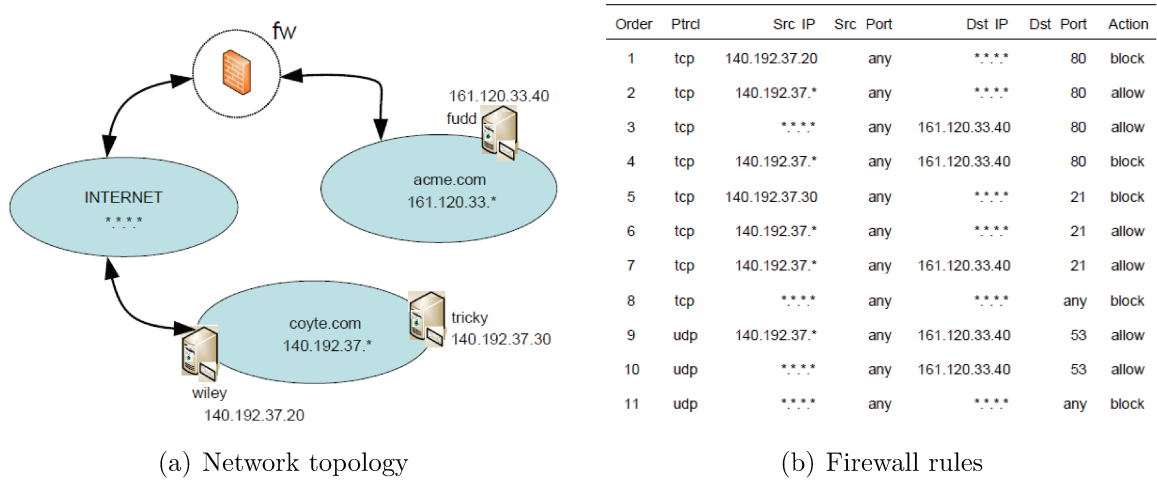 fw
161.120.33.40
fudd
acme.com
161.120.33.*
INTERNET
*.*.*.*
coyte.com
140.192.37.*
tricky
140.192.37.30
wiley
140.192.37.20
(a) Network topology
Order Ptrcl Src IP Src Port Dst IP Dst Port Action
1 tcp 140.192.37.20 any *.*.*.* 80 block
2 tcp 140.192.37.* any *.*.*.* 80 allow
3 tcp *.*.*.* any 161.120.33.40 80 allow
4 tcp 140.192.37.* any 161.120.33.40 80 block
5 tcp 140.192.37.30 any *.*.*.* 21 block
6 tcp 140.192.37.* any *.*.*.* 21 allow
7 tcp 140.192.37.* any 161.120.33.40 21 allow
8 tcp *.*.*.* any *.*.*.* any block
9 udp 140.192.37.* any 161.120.33.40 53 allow
10 udp *.*.*.* any 161.120.33.40 53 allow
11 udp *.*.*.* any *.*.*.* any block
(b) Firewall rules